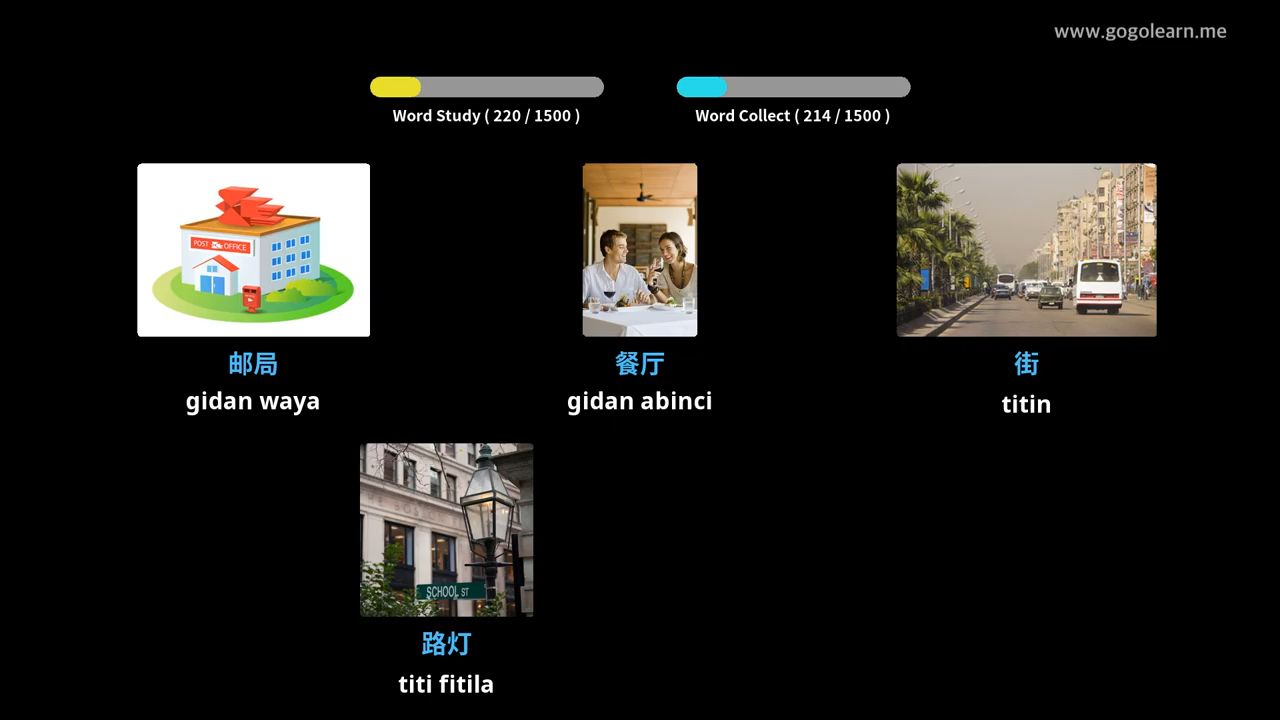 www.gogolearn.me
Word Study ( 220 / 1500 )
Word Collect ( 214 / 1500 )
POST OFFICE
邮局
餐厅
街
gidan waya
gidan abinci
titin
SCHOOL ST
路灯
titi fitila